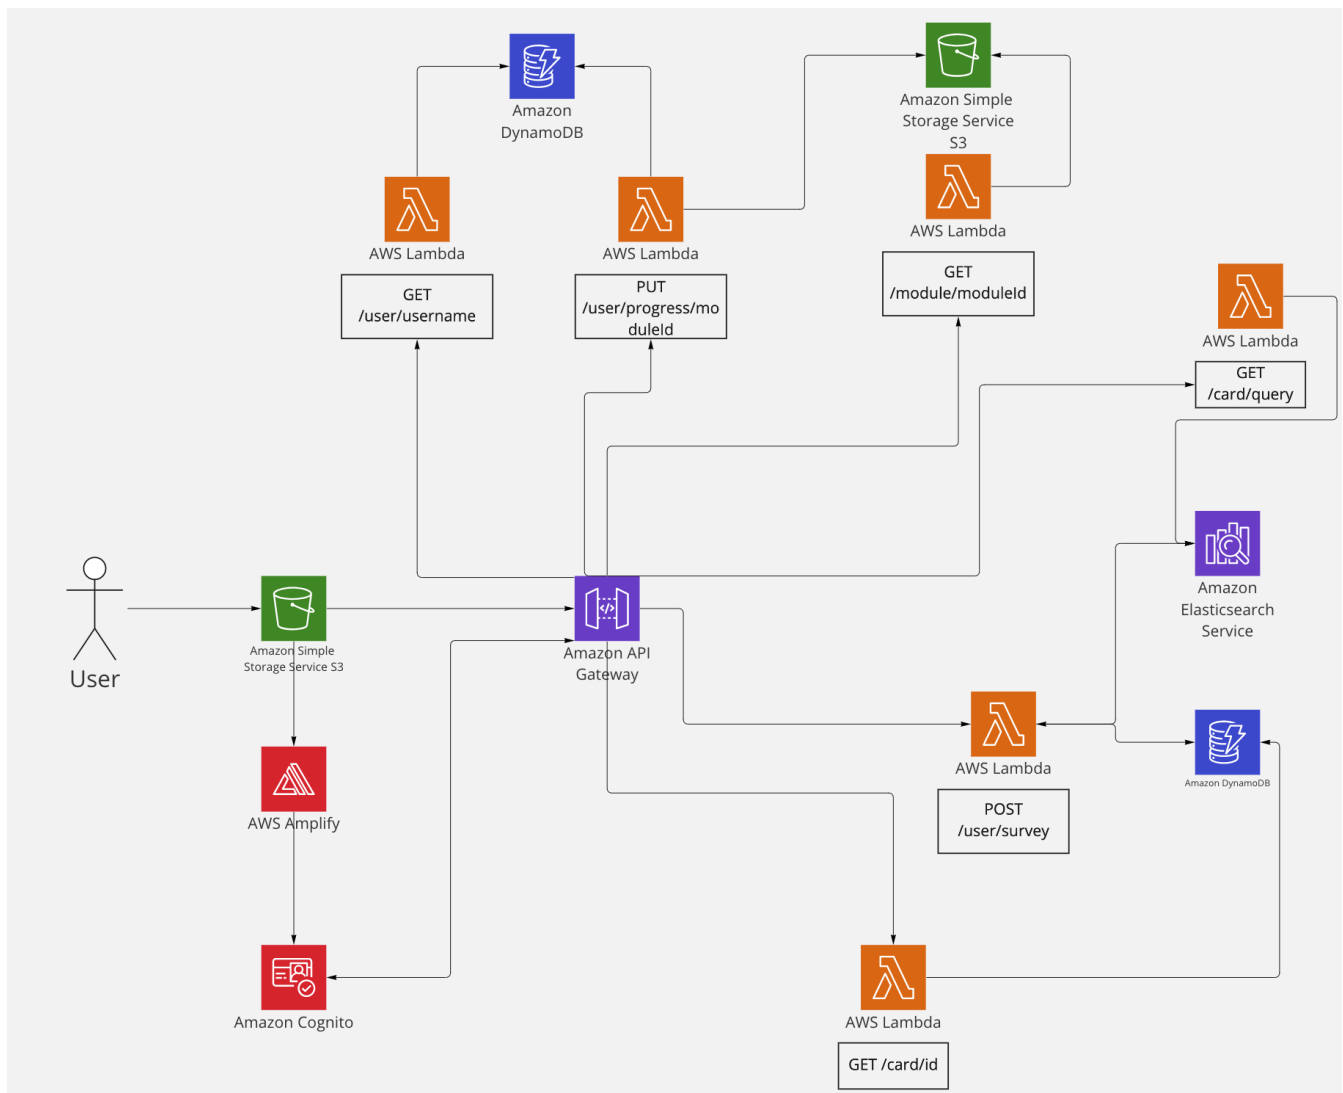 Amazon
DynamoDB
Amazon Simple
Storage Service
S3
AWS Lambda
AWS Lambda
AWS Lambda
GET
/user/username
PUT
/user/progress/mo
duleId
GET
/module/moduleId
AWS Lambda
GET
/card/query
User
Amazon Simple
Storage Service S3
Amazon API
Gateway
Amazon
Elasticsearch
Service
AWS Amplify
AWS Lambda
POST
/user/survey
Amazon DynamoDB
Amazon Cognito
AWS Lambda
GET /card/id